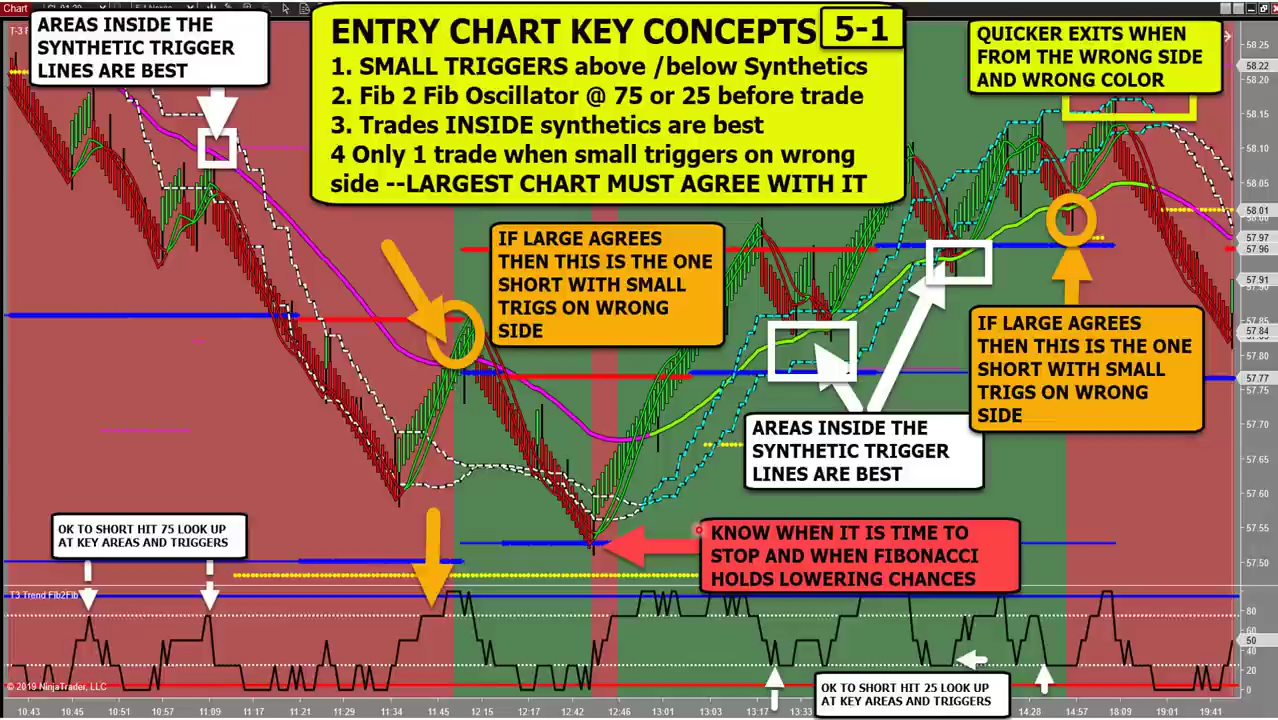 Chart
AREAS INSIDE THE
SYNTHETIC TRIGGER
LINES ARE BEST
ENTRY CHART KEY CONCEPTS 5-1
1. SMALL TRIGGERS above /below Synthetics
2. Fib 2 Fib Oscillator @ 75 or 25 before trade
3. Trades INSIDE synthetics are best
4 Only 1 trade when small triggers on wrong
side --LARGEST CHART MUST AGREE WITH IT
QUICKER EXITS WHEN
FROM THE WRONG SIDE
AND WRONG COLOR
IF LARGE AGREES
THEN THIS IS THE ONE
SHORT WITH SMALL
TRIGS ON WRONG
SIDE
IF LARGE AGREES
THEN THIS IS THE ONE
SHORT WITH SMALL
TRIGS ON WRONG
SIDE
AREAS INSIDE THE
SYNTHETIC TRIGGER
LINES ARE BEST
OK TO SHORT HIT 75 LOOK UP
AT KEY AREAS AND TRIGGERS
KNOW WHEN IT IS TIME TO
STOP AND WHEN FIBONACCI
HOLDS LOWERING CHANCES
OK TO SHORT HIT 25 LOOK UP
AT KEY AREAS AND TRIGGERS
58.25
58.22
58.20
58.15
58.10
58.05
58.01
57.97
57.96
57.91
57.85
57.84
57.80
57.77
57.70
57.65
57.60
57.55
57.50
T3 Trend Fib2Fib
80
50
40
20
0
© 2019 NinjaTrader, LLC
10:43 10:45 10:51 10:57 11:09 11:17 11:21 11:29 11:34 11:45 12:15 12:17 12:42 12:46 12:59 13:01 13:17 13:33 14:28 14:57 18:09 19:01 19:41